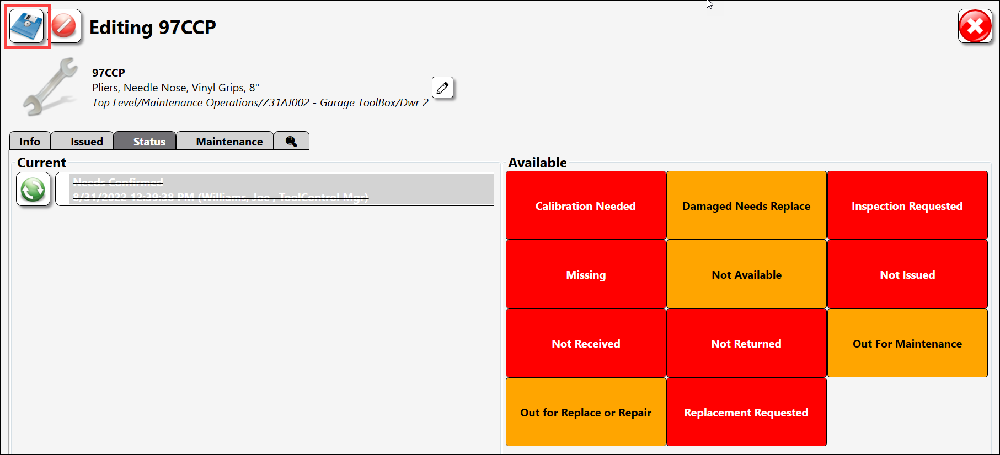 Editing 97CCP
97CCP
Pliers, Needle Nose, Vinyl Grips, 8"
Top Level/Maintenance Operations/Z31AJ002 - Garage ToolBox/Dwr 2
Info Issued Status Maintenance
Current
Needs Confirmed
8/31/2022 12:39:38 PM (Williams, Joe , ToolControl Mgr)
Available
Calibration Needed
Damaged Needs Replace
Inspection Requested
Missing
Not Available
Not Issued
Not Received
Not Returned
Out For Maintenance
Out for Replace or Repair
Replacement Requested